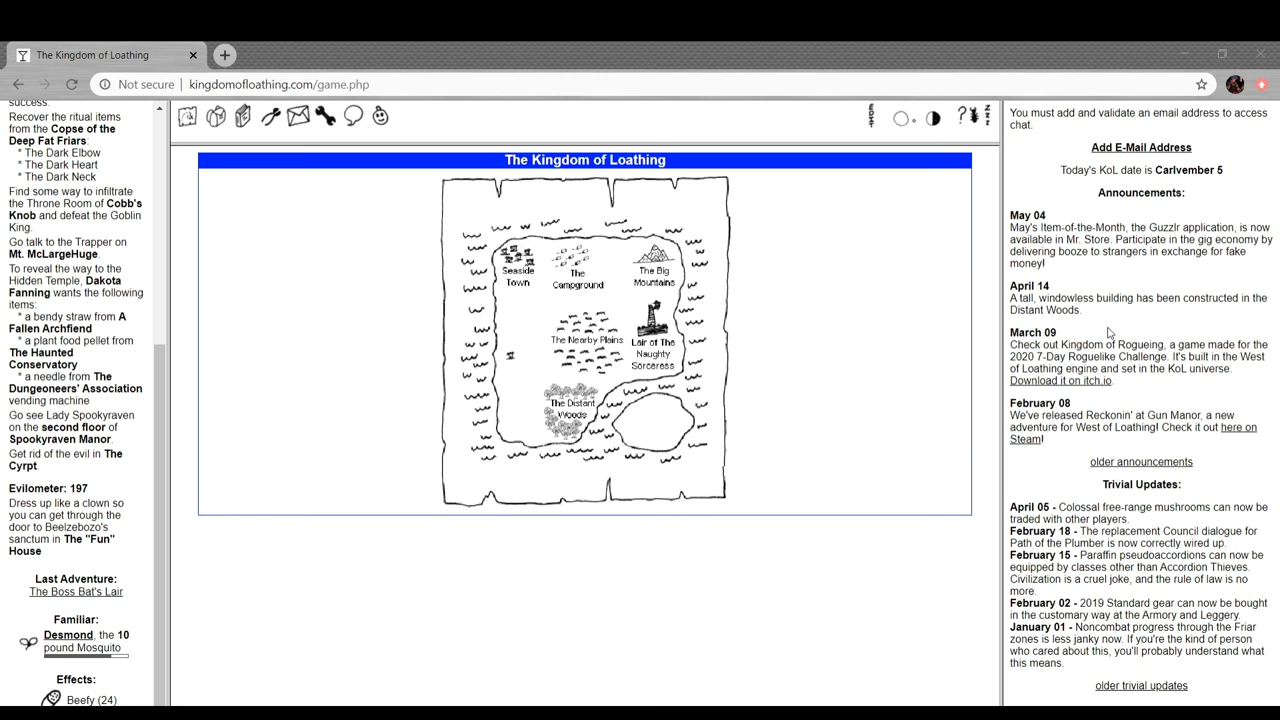 The Kingdom of Loathing
Not secure
kingdomofloathing.com/game.php
success.
Recover the ritual items
from the Copse of the
Deep Fat Friars:
* The Dark Elbow
* The Dark Heart
* The Dark Neck
Find some way to infiltrate
the Throne Room of Cobb's
Knob and defeat the Goblin
King.
Go talk to the Trapper on
Mt. McLargeHuge.
To reveal the way to the
Hidden Temple, Dakota
Fanning wants the following
items:
* a bendy straw from A
Fallen Archfiend
* a plant food pellet from
The Haunted
Conservatory
* a needle from The
Dungeoneers' Association
vending machine
Go see Lady Spookyraven
on the second floor of
Spookyraven Manor.
Get rid of the evil in The
Cyrpt.
Evilometer: 197
Dress up like a clown so
you can get through the
door to Beelzebozo's
sanctum in The "Fun"
House
Last Adventure:
The Boss Bat's Lair
Familiar:
Desmond, the 10
pound Mosquito
Effects:
Beefy (24)
The Kingdom of Loathing
Seaside
Town
The
Campground
The Big
Mountains
The Nearby Plains
Lair of The
Naughty
Sorceress
The Distant
Woods
You must add and validate an email address to access
chat.
Add E-Mail Address
Today's KoL date is Carlvember 5
Announcements:
May 04
May's Item-of-the-Month, the Guzzlr application, is now
available in Mr. Store. Participate in the gig economy by
delivering booze to strangers in exchange for fake
money!
April 14
A tall, windowless building has been constructed in the
Distant Woods.
March 09
Check out Kingdom of Rogueing, a game made for the
2020 7-Day Roguelike Challenge. It's built in the West
of Loathing engine and set in the KoL universe.
Download it on itch.io.
February 08
We've released Reckonin' at Gun Manor, a new
adventure for West of Loathing! Check it out here on
Steam!
older announcements
Trivial Updates:
April 05 - Colossal free-range mushrooms can now be
traded with other players.
February 18 - The replacement Council dialogue for
Path of the Plumber is now correctly wired up.
February 15 - Paraffin pseudoaccordions can now be
equipped by classes other than Accordion Thieves.
Civilization is a cruel joke, and the rule of law is no
more.
February 02 - 2019 Standard gear can now be bought
in the customary way at the Armory and Leggery.
January 01 - Noncombat progress through the Friar
zones is less janky now. If you're the kind of person
who cared about this, you'll probably understand what
this means.
older trivial updates